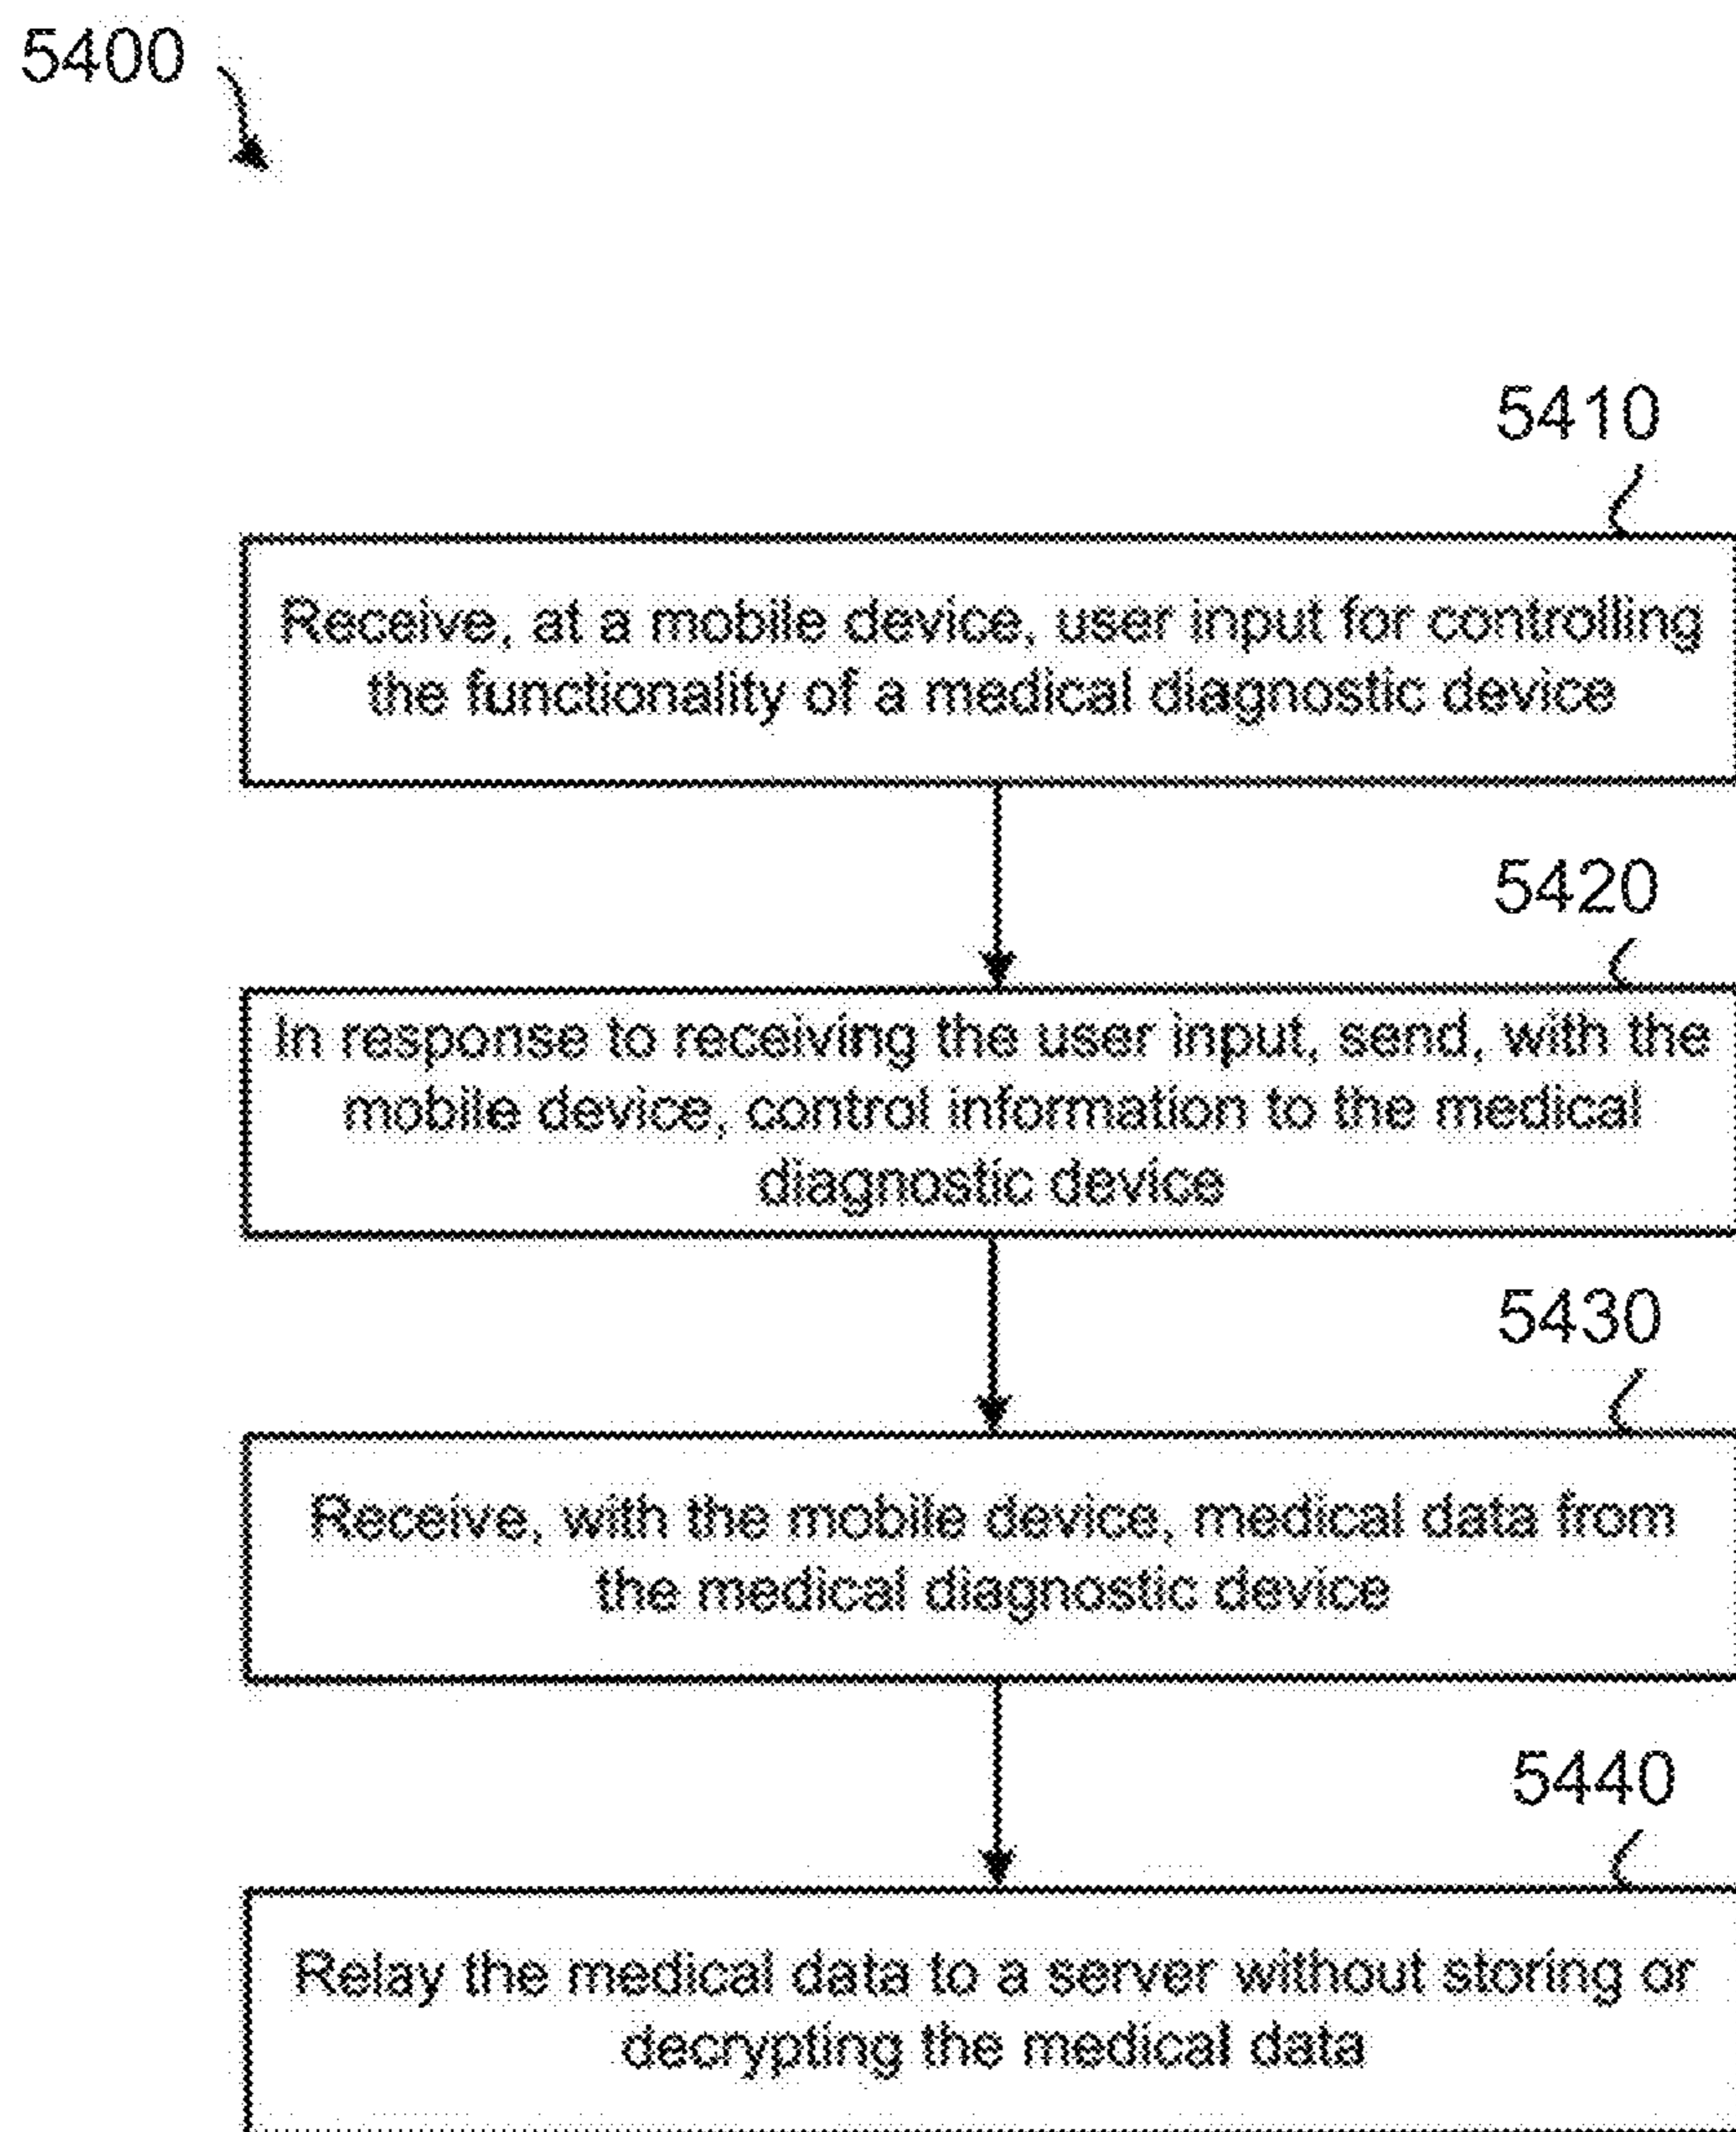 5400
5410
Receive, at a mobile device, user input for controlling
the functionality of a medical diagnostic device
5420
In response to receiving the user input, send, with the
mobile device, control information to the medical
diagnostic device
5430
Receive, with the mobile device, medical data from
the medical diagnostic device
5440
Relay the medical data to a server without storing or
decrypting the medical data